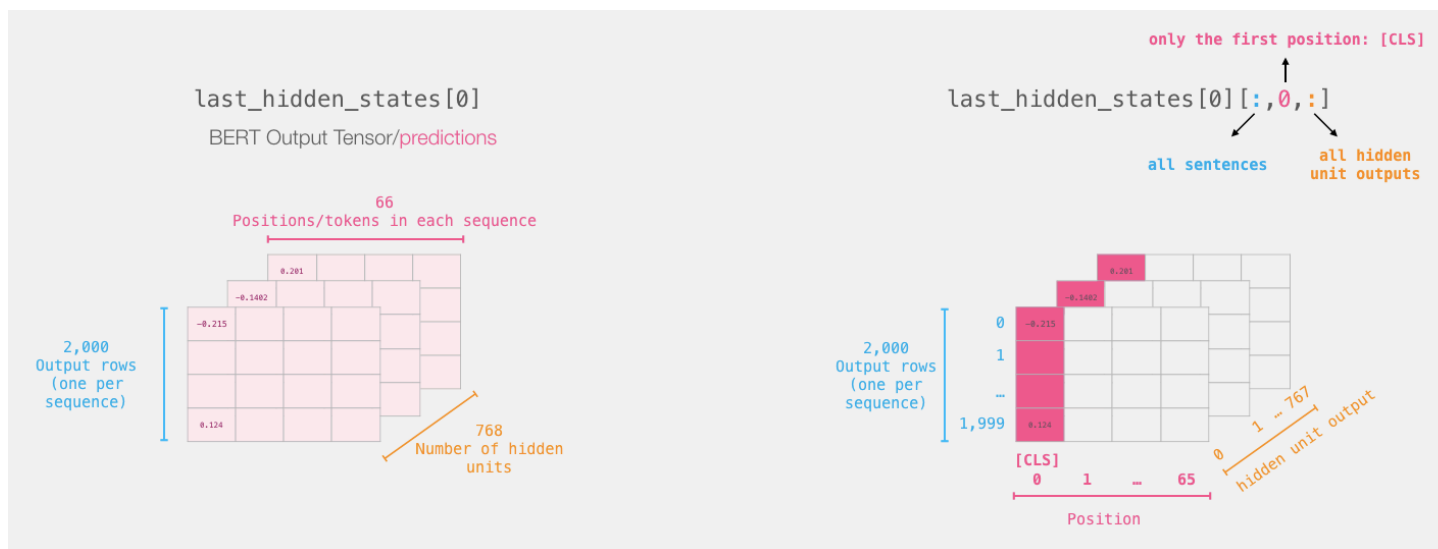 last_hidden_states[0]
BERT Output Tensor/predictions
66
Positions/tokens in each sequence
0.201
-0.1402
-0.215
0.124
2,000
Output rows
(one per
sequence)
768
Number of hidden
units
only the first position: [CLS]
last_hidden_states[0][:,0,:]
all sentences
all hidden
unit outputs
0.201
-0.1402
-0.215
0.124
2,000
Output rows
(one per
sequence)
0
1
…
1,999
[CLS]
0 1 … 65
Position
0 1 … 767
hidden unit output